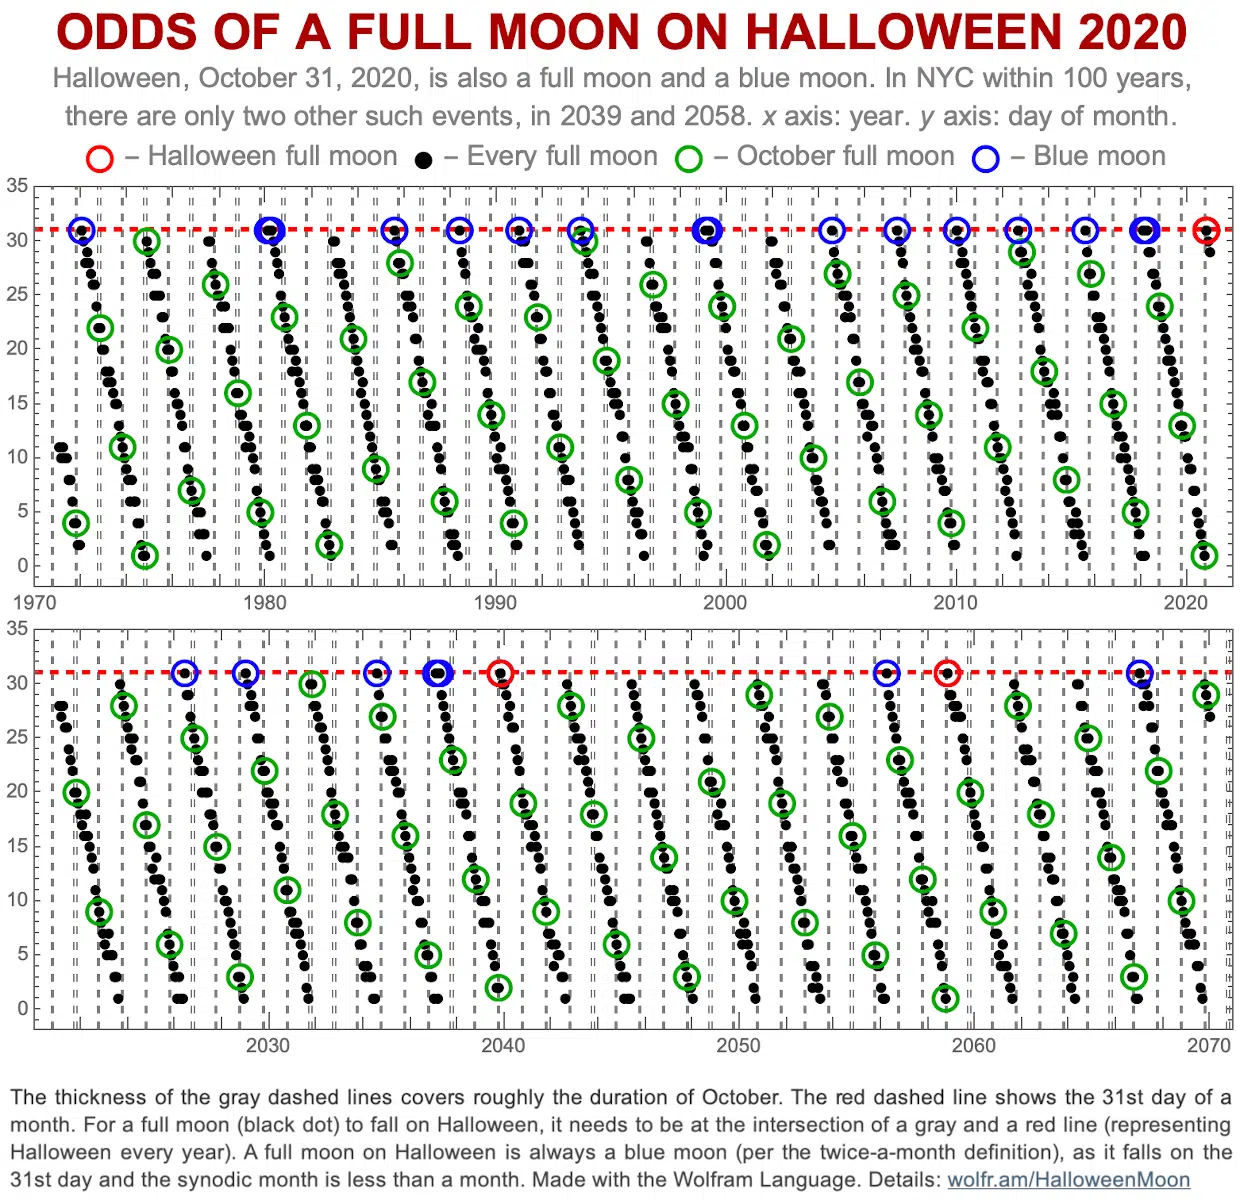 ODDS OF A FULL MOON ON HALLOWEEN 2020
Halloween, October 31, 2020, is also a full moon and a blue moon. In NYC within 100 years,
there are only two other such events, in 2039 and 2058. x axis: year. y axis: day of month.
– Halloween full moon – Every full moon – October full moon – Blue moon
35
30
25
20
15
10
5
0
1970 1980 1990 2000 2010 2020
35
30
25
20
15
10
5
0
2030 2040 2050 2060 2070
The thickness of the gray dashed lines covers roughly the duration of October. The red dashed line shows the 31st day of a
month. For a full moon (black dot) to fall on Halloween, it needs to be at the intersection of a gray and a red line (representing
Halloween every year). A full moon on Halloween is always a blue moon (per the twice-a-month definition), as it falls on the
31st day and the synodic month is less than a month. Made with the Wolfram Language. Details: wolfr.am/HalloweenMoon